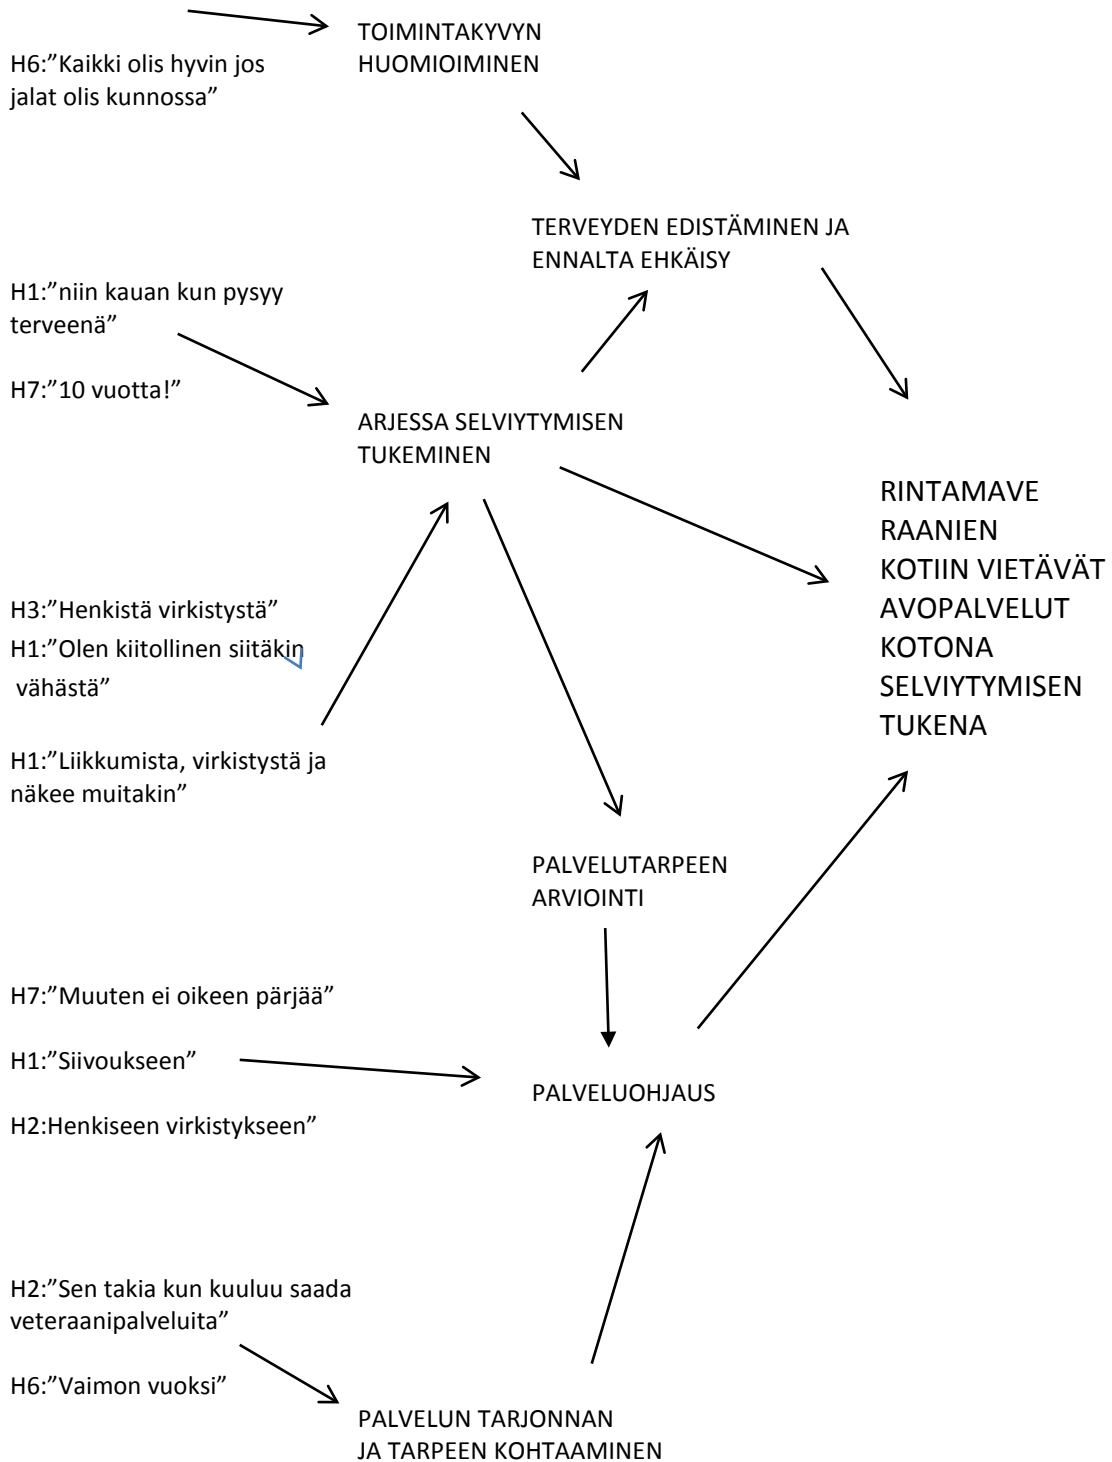 TOIMINTAKYVYN
HUOMIOIMINEN
H6:”Kaikki olis hyvin jos
jalat olis kunnossa”
TERVEYDEN EDISTÄMINEN JA
ENNALTA EHKÄISY
H1:”niin kauan kun pysyy
terveenä”
H7:”10 vuotta!”
ARJESSA SELVIYTYMISEN
TUKEMINEN
RINTAMAVE
RAANIEN
KOTIIN VIETÄVÄT
AVOPALVELUT
KOTONA
SELVIYTYMISEN
TUKENA
H3:”Henkistä virkistystä”
H1:”Olen kiitollinen siitäkin
vähästä”
H1:”Liikkumista, virkistystä ja
näkee muitakin”
PALVELUTARPEEN
ARVIOINTI
H7:”Muuten ei oikeen pärjää”
H1:”Siivoukseen”
H2:Henkiseen virkistykseen”
PALVELUOHJAUS
H2:”Sen takia kun kuuluu saada
veteraanipalveluita”
H6:”Vaimon vuoksi”
PALVELUN TARJONNAN
JA TARPEEN KOHTAAMINEN